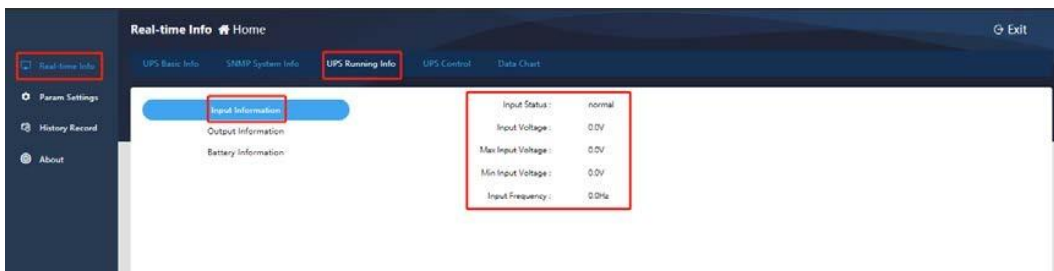 Real-time Info Home
Exit
Real-time Info
Param Settings
History Record
About
UPS Basic Info SNMP System Info UPS Running Info UPS Control Data Chart
Input Information
Output Information
Battery Information
Input Status : normal
Input Voltage : 0.0V
Max Input Voltage : 0.0V
Min Input Voltage : 0.0V
Input Frequency : 0.0Hz